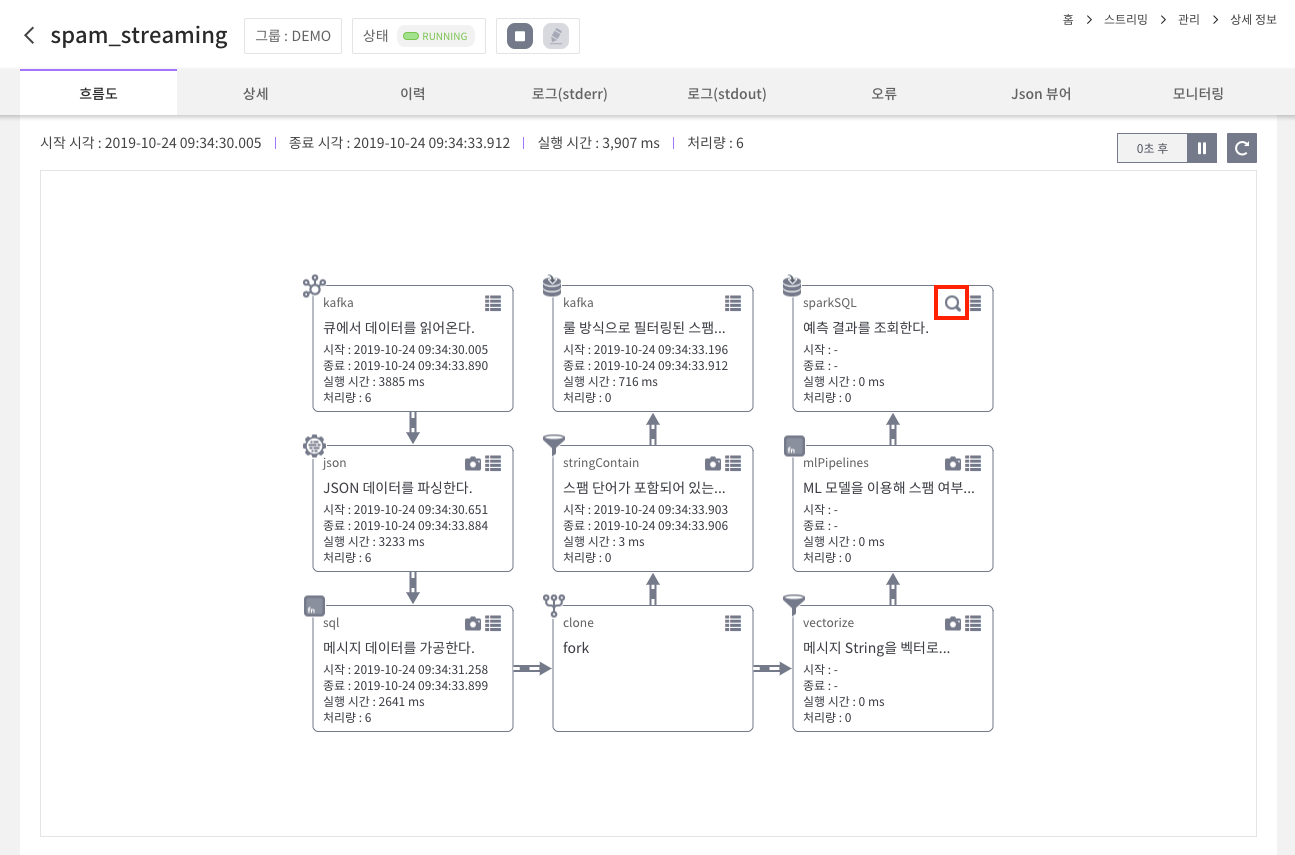 spam_streaming
그룹 : DEMO
상태 RUNNING
홈 > 스트리밍 > 관리 > 상세 정보
흐름도
상세
이력
로그(stderr)
로그(stdout)
오류
Json 뷰어
모니터링
시작 시각 : 2019-10-24 09:34:30.005 | 종료 시각 : 2019-10-24 09:34:33.912 | 실행 시간 : 3,907 ms | 처리량 : 6
0초 후
kafka
큐에서 데이터를 읽어온다.
시작 : 2019-10-24 09:34:30.005
종료 : 2019-10-24 09:34:33.890
실행 시간 : 3885 ms
처리량 : 6
kafka
룰 방식으로 필터링된 스팸...
시작 : 2019-10-24 09:34:33.196
종료 : 2019-10-24 09:34:33.912
실행 시간 : 716 ms
처리량 : 0
sparkSQL
예측 결과를 조회한다.
시작 : -
종료 : -
실행 시간 : 0 ms
처리량 : 0
json
JSON 데이터를 파싱한다.
시작 : 2019-10-24 09:34:30.651
종료 : 2019-10-24 09:34:33.884
실행 시간 : 3233 ms
처리량 : 6
stringContain
스팸 단어가 포함되어 있는...
시작 : 2019-10-24 09:34:33.903
종료 : 2019-10-24 09:34:33.906
실행 시간 : 3 ms
처리량 : 0
fn
mlPipelines
ML 모델을 이용해 스팸 여부...
시작 : -
종료 : -
실행 시간 : 0 ms
처리량 : 0
fn
sql
메시지 데이터를 가공한다.
시작 : 2019-10-24 09:34:31.258
종료 : 2019-10-24 09:34:33.899
실행 시간 : 2641 ms
처리량 : 6
clone
fork
vectorize
메시지 String을 벡터로...
시작 : -
종료 : -
실행 시간 : 0 ms
처리량 : 0